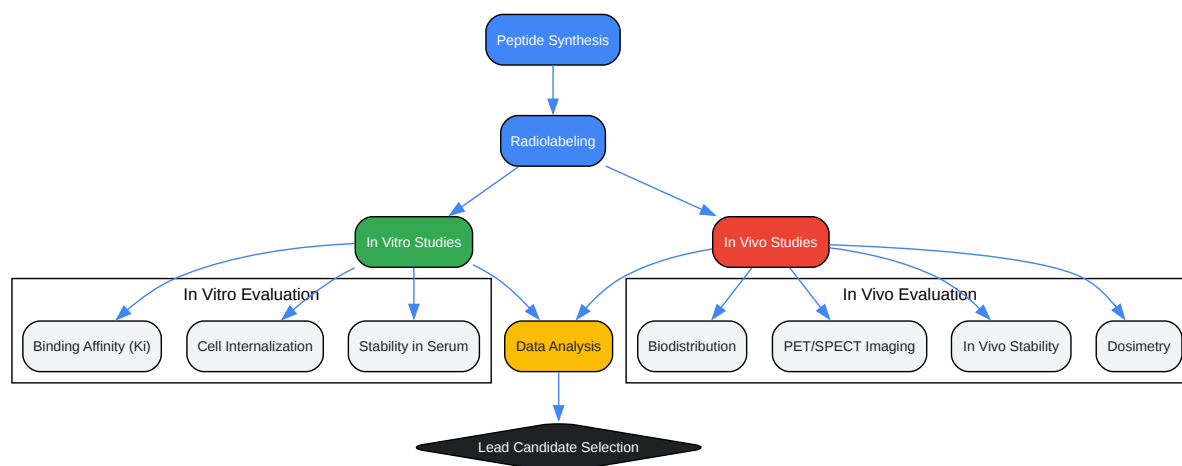 Peptide Synthesis
Radiolabeling
In Vitro Studies
In Vivo Studies
In Vitro Evaluation
In Vivo Evaluation
Binding Affinity (Ki)
Cell Internalization
Stability in Serum
Data Analysis
Biodistribution
PET/SPECT Imaging
In Vivo Stability
Dosimetry
Lead Candidate Selection